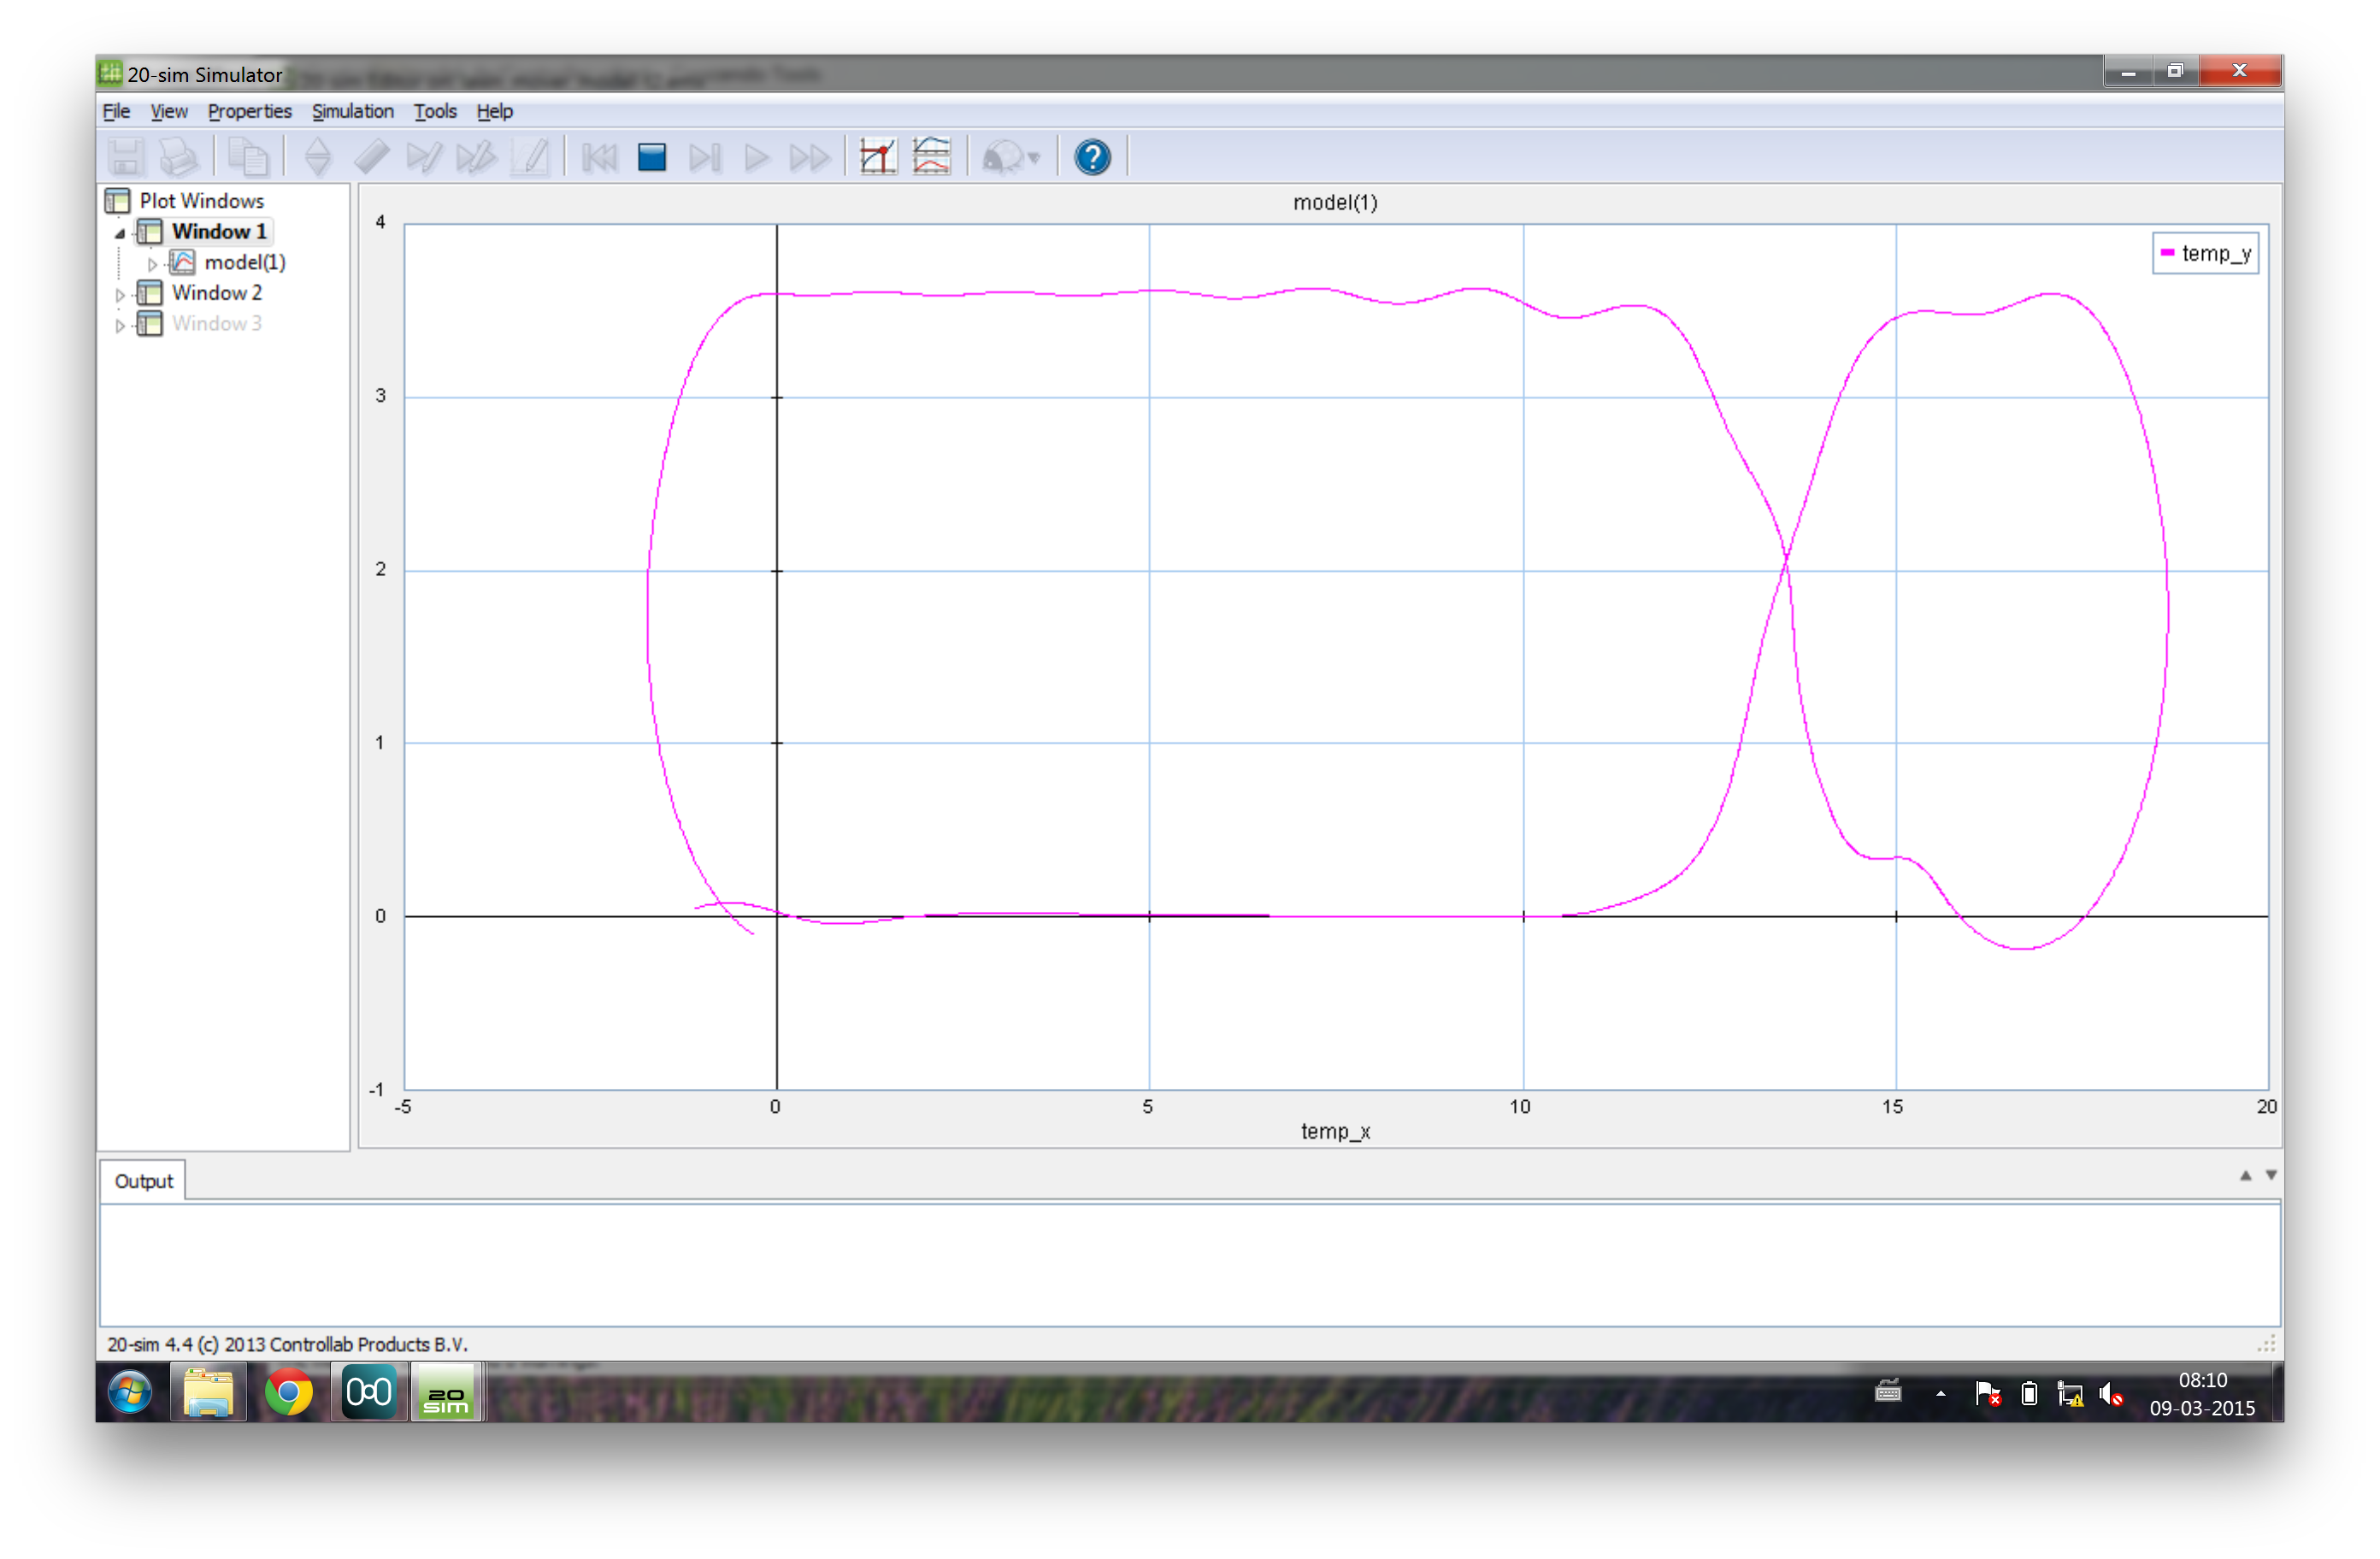 20-sim Simulator
File View Properties Simulation Tools Help
Plot Windows
Window 1
model(1)
Window 2
Window 3
model(1)
temp_y
4
3
2
1
0
-1
-5 0 5 10 15 20
temp_x
Output
20-sim 4.4 (c) 2013 Controllab Products B.V.
20
sim
08:10
09-03-2015